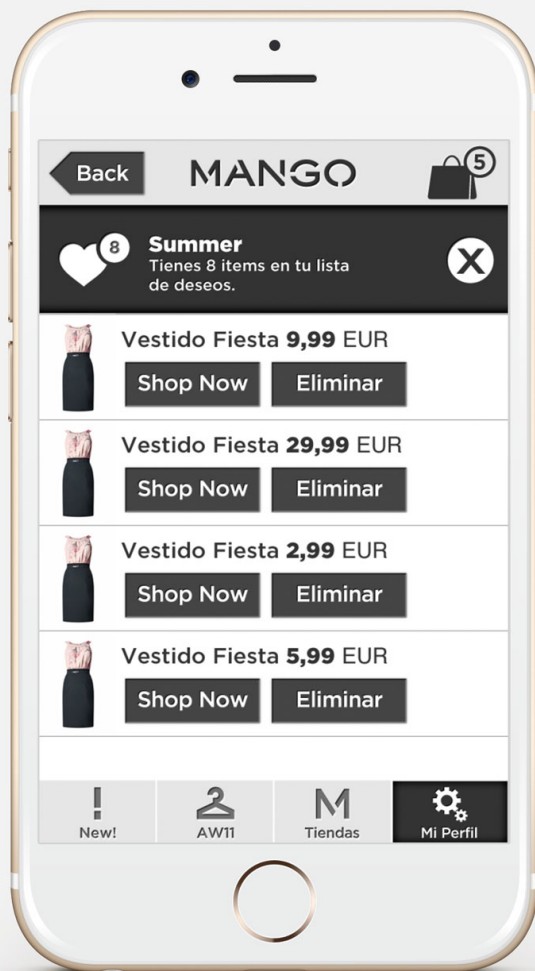 Back
MANGO
5
8
Summer
Tienes 8 items en tu lista
de deseos.
X
Vestido Fiesta 9,99 EUR
Shop Now
Eliminar
Vestido Fiesta 29,99 EUR
Shop Now
Eliminar
Vestido Fiesta 2,99 EUR
Shop Now
Eliminar
Vestido Fiesta 5,99 EUR
Shop Now
Eliminar
!
New!
AW11
M
Tiendas
Mi Perfil